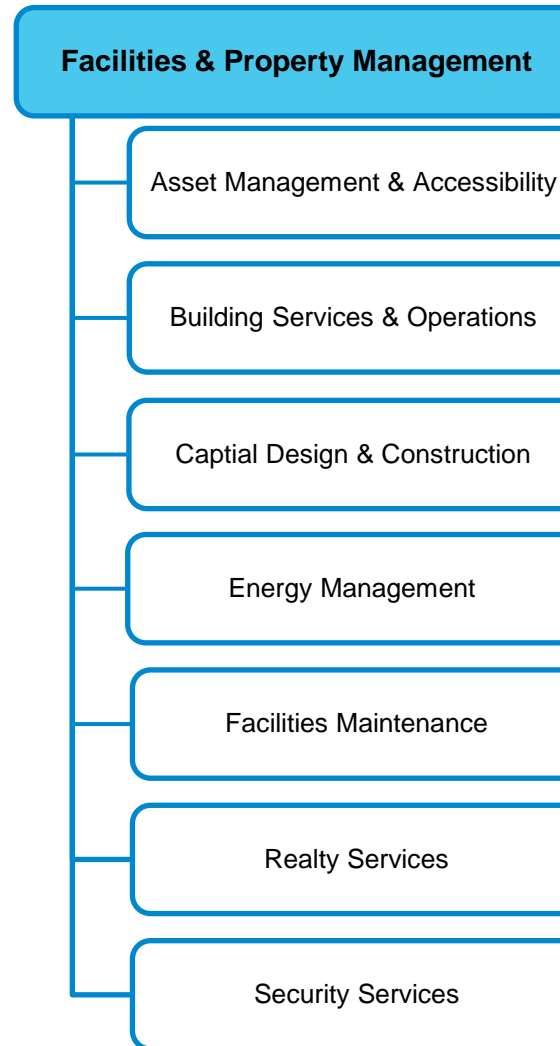 Facilities & Property Management
Asset Management & Accessibility
Building Services & Operations
Captial Design & Construction
Energy Management
Facilities Maintenance
Realty Services
Security Services